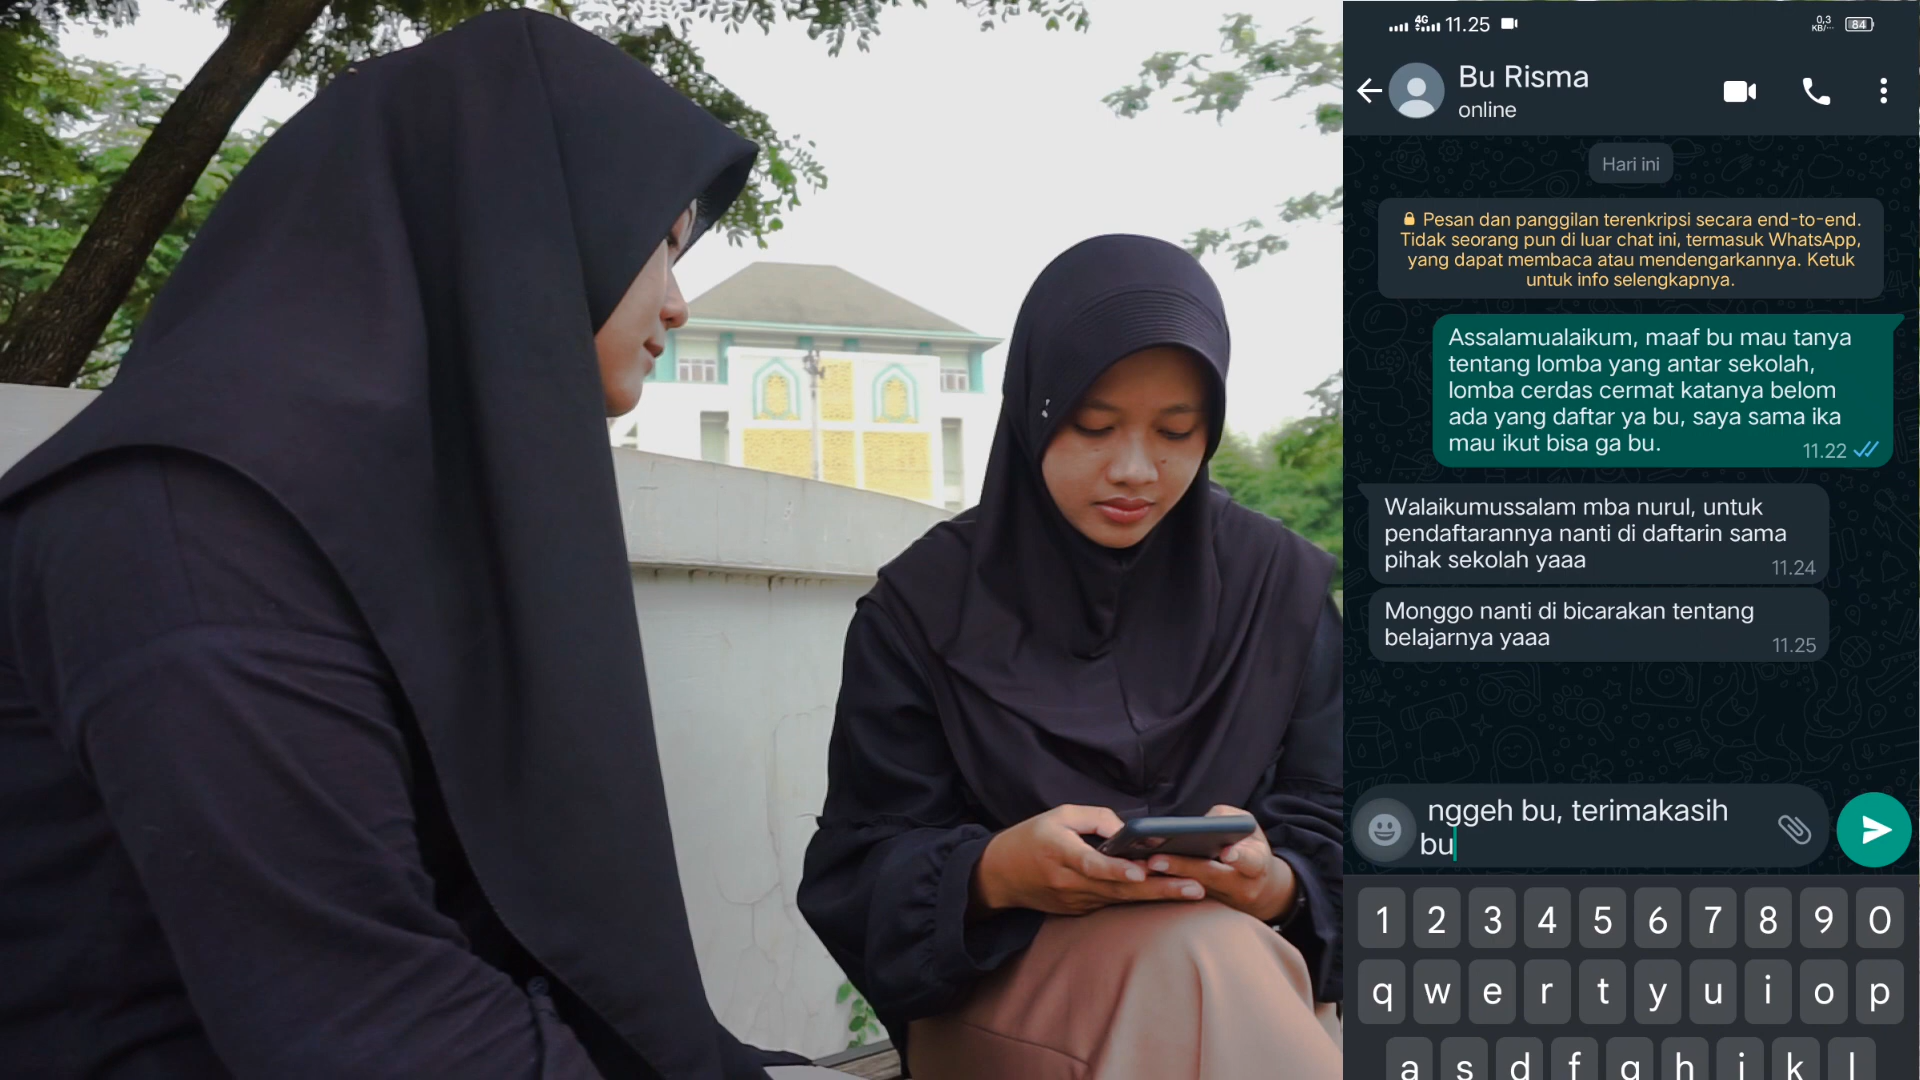 4G 11.25
0,3
KB/...
84
Bu Risma
online
Hari ini
Pesan dan panggilan terenkripsi secara end-to-end.
Tidak seorang pun di luar chat ini, termasuk WhatsApp,
yang dapat membaca atau mendengarkannya. Ketuk
untuk info selengkapnya.
Assalamualaikum, maaf bu mau tanya
tentang lomba yang antar sekolah,
lomba cerdas cermat katanya belom
ada yang daftar ya bu, saya sama ika
mau ikut bisa ga bu.
11.22
Walaikumussalam mba nurul, untuk
pendaftarannya nanti di daftarin sama
pihak sekolah yaaa
11.24
Monggo nanti di bicarakan tentang
belajarnya yaaa
11.25
nggeh bu, terimakasih
bu
1 2 3 4 5 6 7 8 9 0
q w e r t y u i o p
a s d f g h j k l